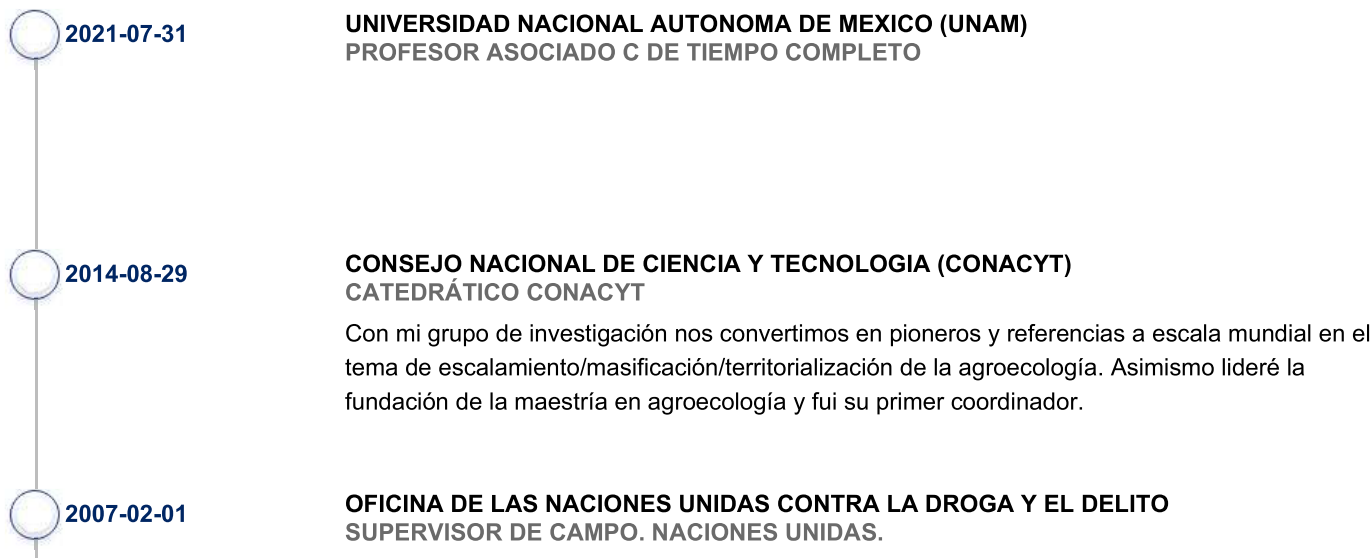 2021-07-31
UNIVERSIDAD NACIONAL AUTONOMA DE MEXICO (UNAM)
PROFESOR ASOCIADO C DE TIEMPO COMPLETO
2014-08-29
CONSEJO NACIONAL DE CIENCIA Y TECNOLOGIA (CONACYT)
CATEDRÁTICO CONACYT
Con mi grupo de investigación nos convertimos en pioneros y referencias a escala mundial en el
tema de escalamiento/masificación/territorialización de la agroecología. Asimismo lideré la
fundación de la maestría en agroecología y fui su primer coordinador.
2007-02-01
OFICINA DE LAS NACIONES UNIDAS CONTRA LA DROGA Y EL DELITO
SUPERVISOR DE CAMPO. NACIONES UNIDAS.